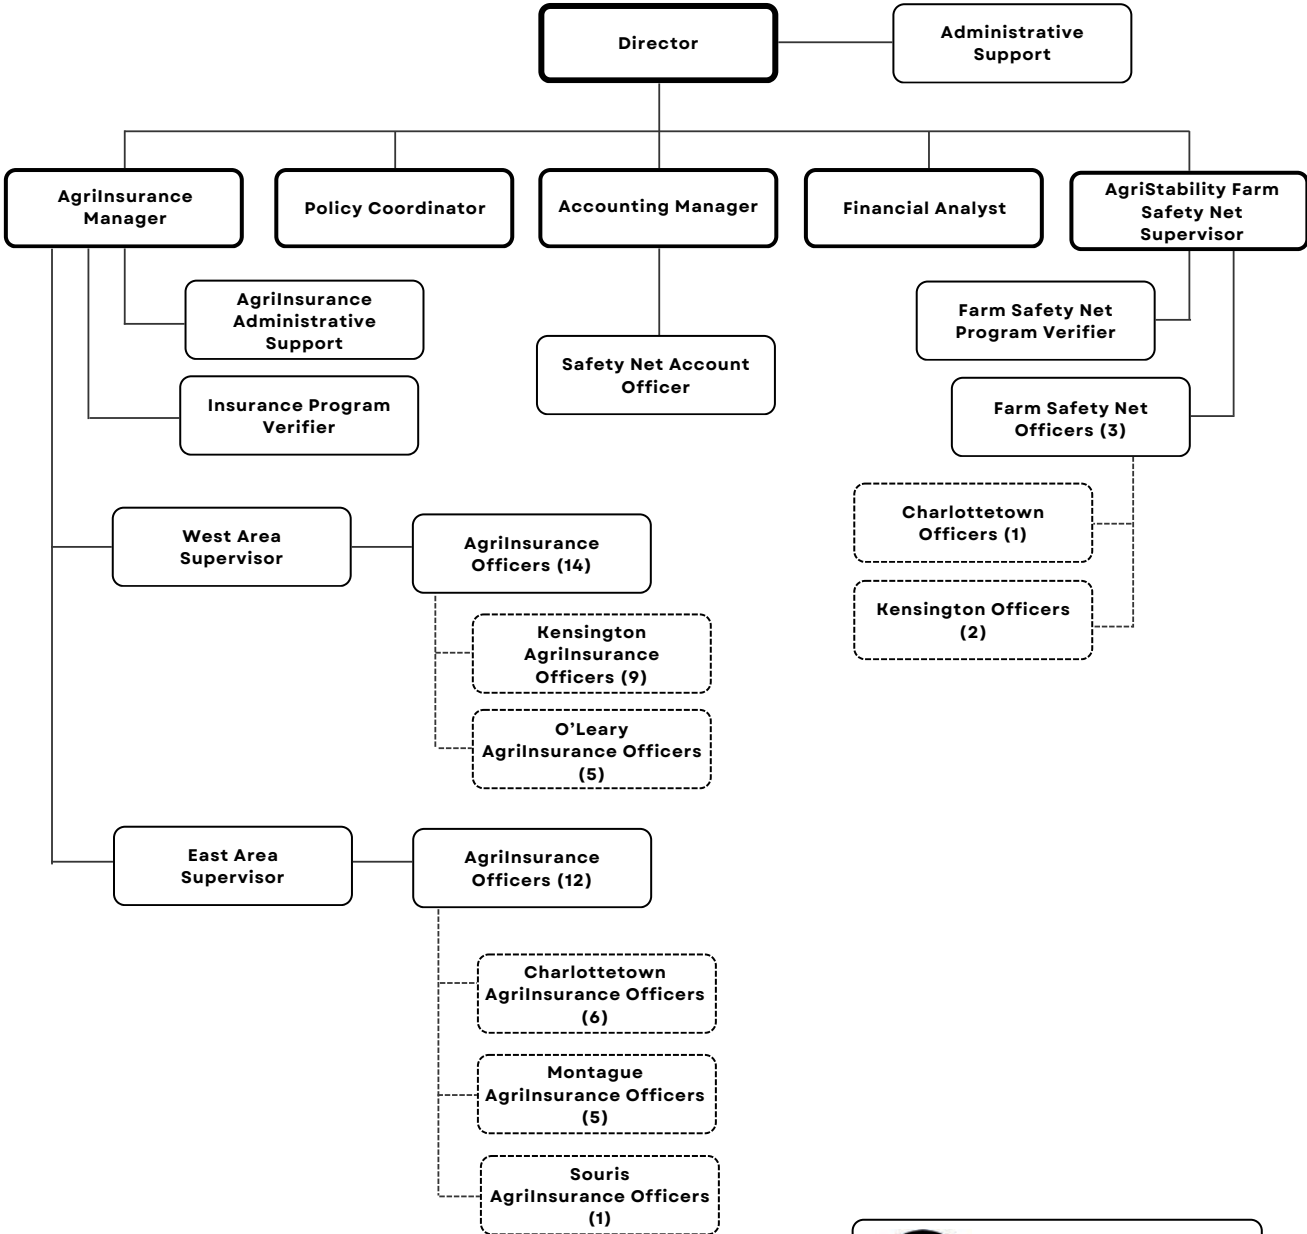 Director
Administrative
Support
AgriInsurance
Manager
Policy Coordinator
Accounting Manager
Financial Analyst
AgriStability Farm
Safety Net
Supervisor
AgriInsurance
Administrative
Support
Insurance Program
Verifier
Safety Net Account
Officer
Farm Safety Net
Program Verifier
Farm Safety Net
Officers (3)
Charlottetown
Officers (1)
Kensington Officers
(2)
West Area
Supervisor
AgriInsurance
Officers (14)
Kensington
AgriInsurance
Officers (9)
O’Leary
AgriInsurance Officers
(5)
East Area
Supervisor
AgriInsurance
Officers (12)
Charlottetown
AgriInsurance Officers
(6)
Montague
AgriInsurance Officers
(5)
Souris
AgriInsurance Officers
(1)